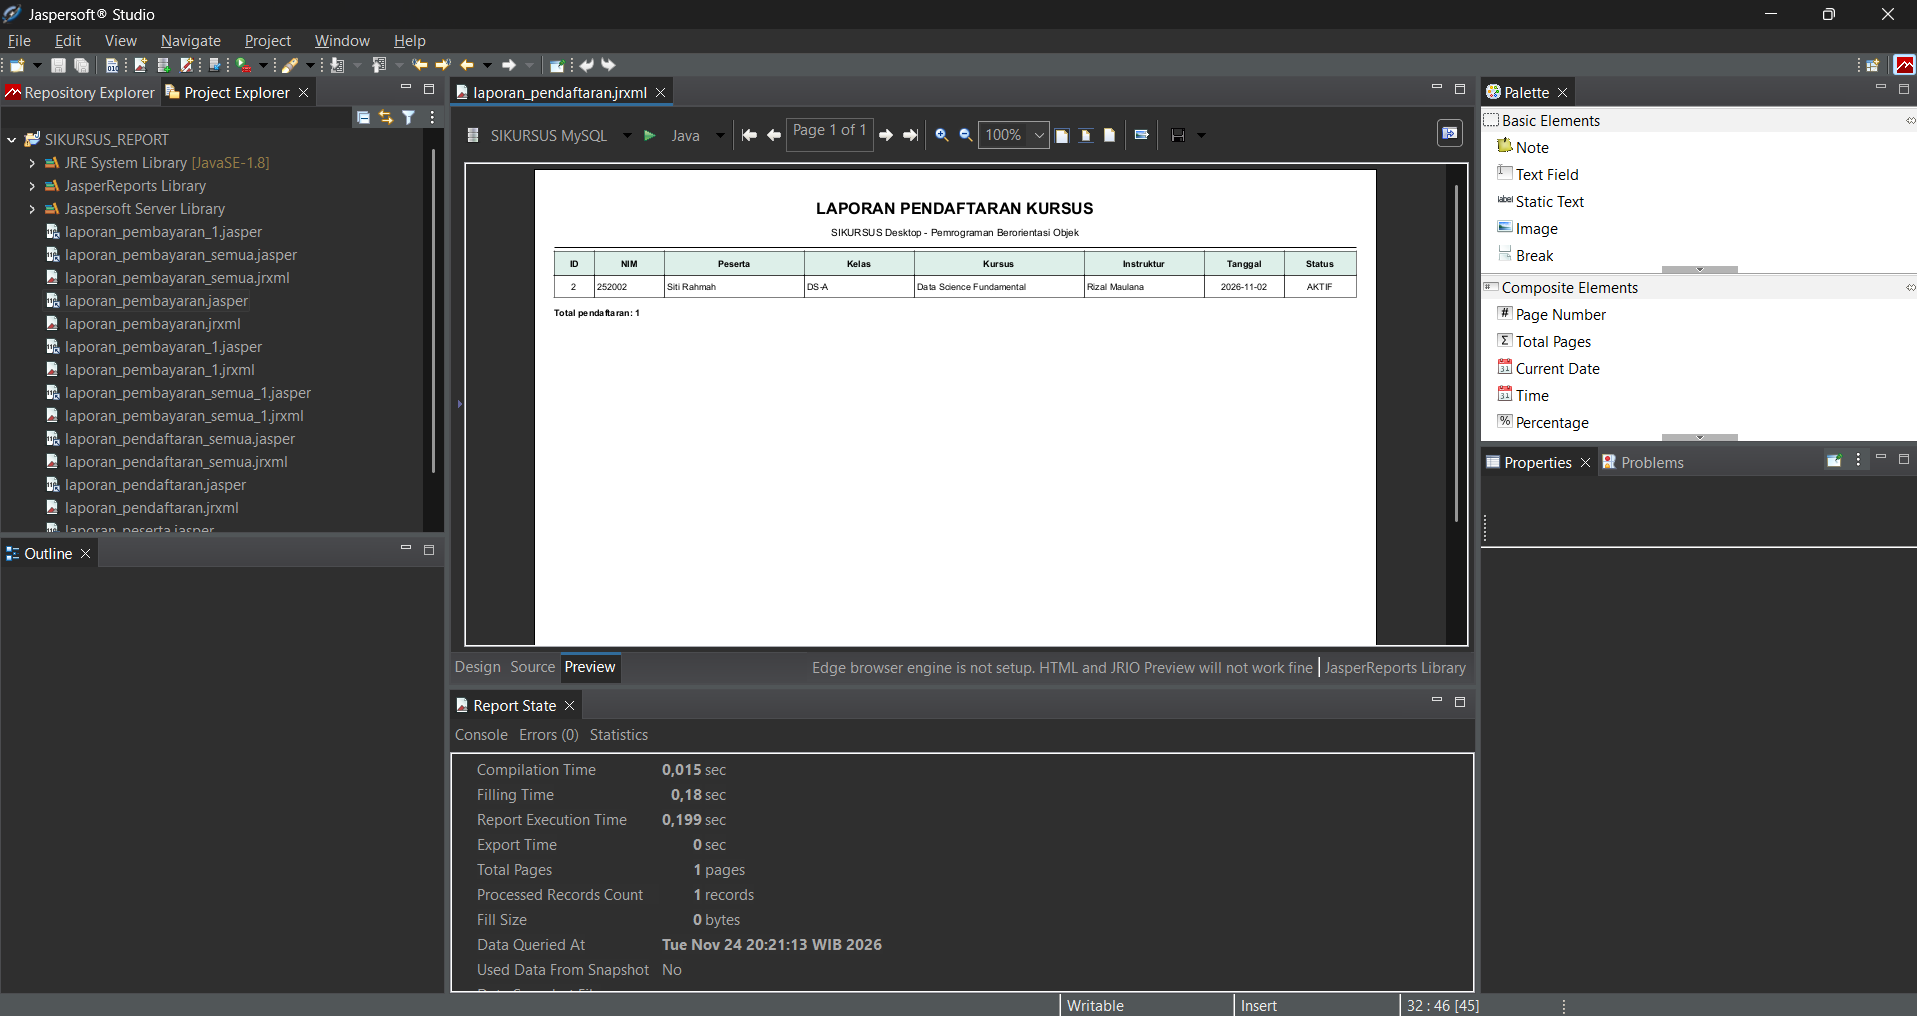 Jaspersoft® Studio
File Edit View Navigate Project Window Help
Repository Explorer Project Explorer
SIKURSUS_REPORT
JRE System Library [JavaSE-1.8]
JasperReports Library
Jaspersoft Server Library
laporan_pembayaran_1.jasper
laporan_pembayaran_semua.jasper
laporan_pembayaran_semua.jrxml
laporan_pembayaran.jasper
laporan_pembayaran.jrxml
laporan_pembayaran_1.jasper
laporan_pembayaran_1.jrxml
laporan_pembayaran_semua_1.jasper
laporan_pembayaran_semua_1.jrxml
laporan_pendaftaran_semua.jasper
laporan_pendaftaran_semua.jrxml
laporan_pendaftaran.jasper
laporan_pendaftaran.jrxml
laporan_peserta.jasper
Outline
laporan_pendaftaran.jrxml
SIKURSUS MySQL Java Page 1 of 1 100%
LAPORAN PENDAFTARAN KURSUS
SIKURSUS Desktop - Pemrograman Berorientasi Objek
ID NIM Peserta Kelas Kursus Instruktur Tanggal Status
2 252002 Siti Rahmah DS-A Data Science Fundamental Rizal Maulana 2026-11-02 AKTIF
Total pendaftaran: 1
Design Source Preview Edge browser engine is not setup. HTML and JRIO Preview will not work fine JasperReports Library
Report State
Console Errors (0) Statistics
Compilation Time 0,015 sec
Filling Time 0,18 sec
Report Execution Time 0,199 sec
Export Time 0 sec
Total Pages 1 pages
Processed Records Count 1 records
Fill Size 0 bytes
Data Queried At Tue Nov 24 20:21:13 WIB 2026
Used Data From Snapshot No
Palette
Basic Elements
Note
Text Field
label Static Text
Image
Break
Composite Elements
# Page Number
Σ Total Pages
Current Date
Time
% Percentage
Properties Problems
Writable Insert 32 : 46 [45]